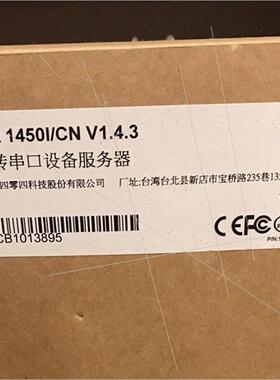 1450I/CN V1.4.3
转串口设备服务器
四零四科技股份有限公司 厂址:台湾台北县新店市宝桥路235巷13
CB1013895
CE FC
P/N:1